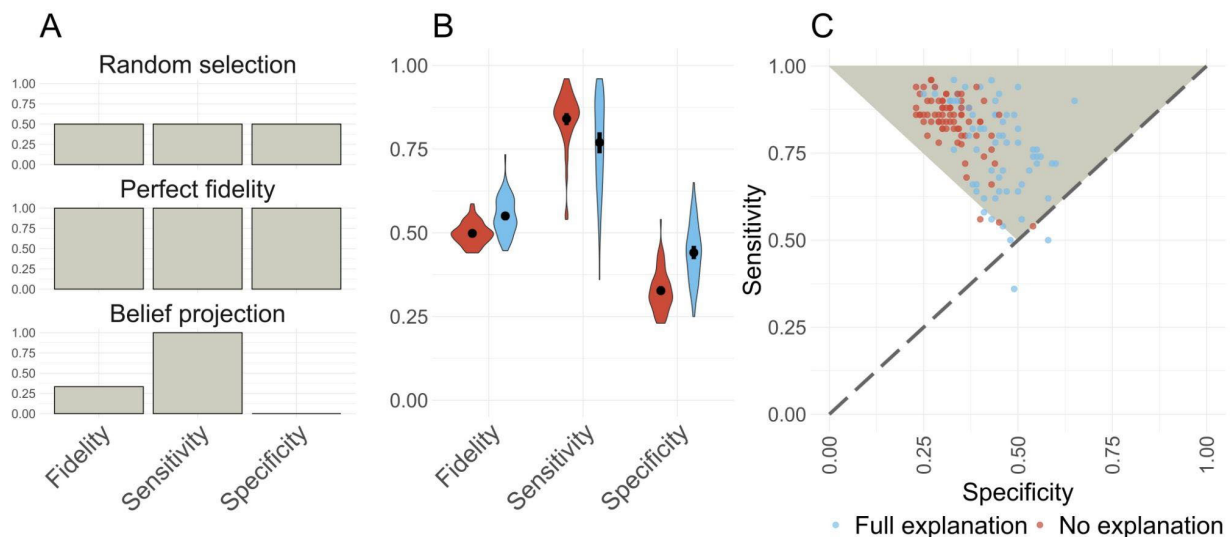 A
Random selection
1.00
0.75
0.50
0.25
0.00
Perfect fidelity
1.00
0.75
0.50
0.25
0.00
Belief projection
1.00
0.75
0.50
0.25
0.00
Fidelity
Sensitivity
Specificity
B
1.00
0.75
0.50
0.25
0.00
Fidelity
Sensitivity
Specificity
C
Sensitivity
1.00
0.75
0.50
0.25
0.00
0.00
0.25
0.50
0.75
1.00
Specificity
Full explanation No explanation